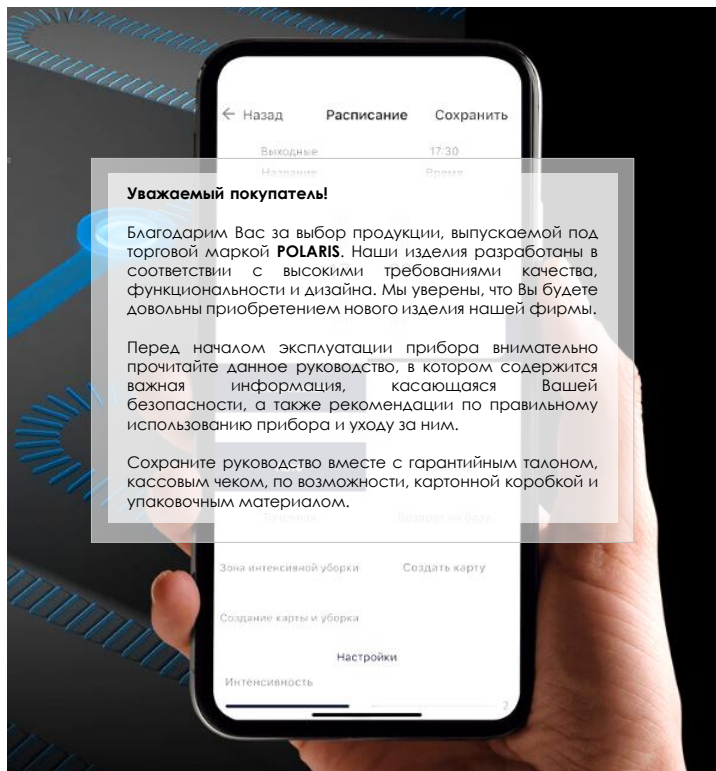 ← Назад Расписание Сохранить
Выходные 17:30
Название Время
Уважаемый покупатель!
Благодарим Вас за выбор продукции, выпускаемой под
торговой маркой POLARIS. Наши изделия разработаны в
соответствии с высокими требованиями качества,
функциональности и дизайна. Мы уверены, что Вы будете
довольны приобретением нового изделия нашей фирмы.
Перед началом эксплуатации прибора внимательно
прочитайте данное руководство, в котором содержится
важная информация, касающаяся Вашей
безопасности, а также рекомендации по правильному
использованию прибора и уходу за ним.
Сохраните руководство вместе с гарантийным талоном,
кассовым чеком, по возможности, картонной коробкой и
упаковочным материалом.
Зона интенсивной уборки Создать карту
Создание карты и уборка
Настройки
Интенсивность
2